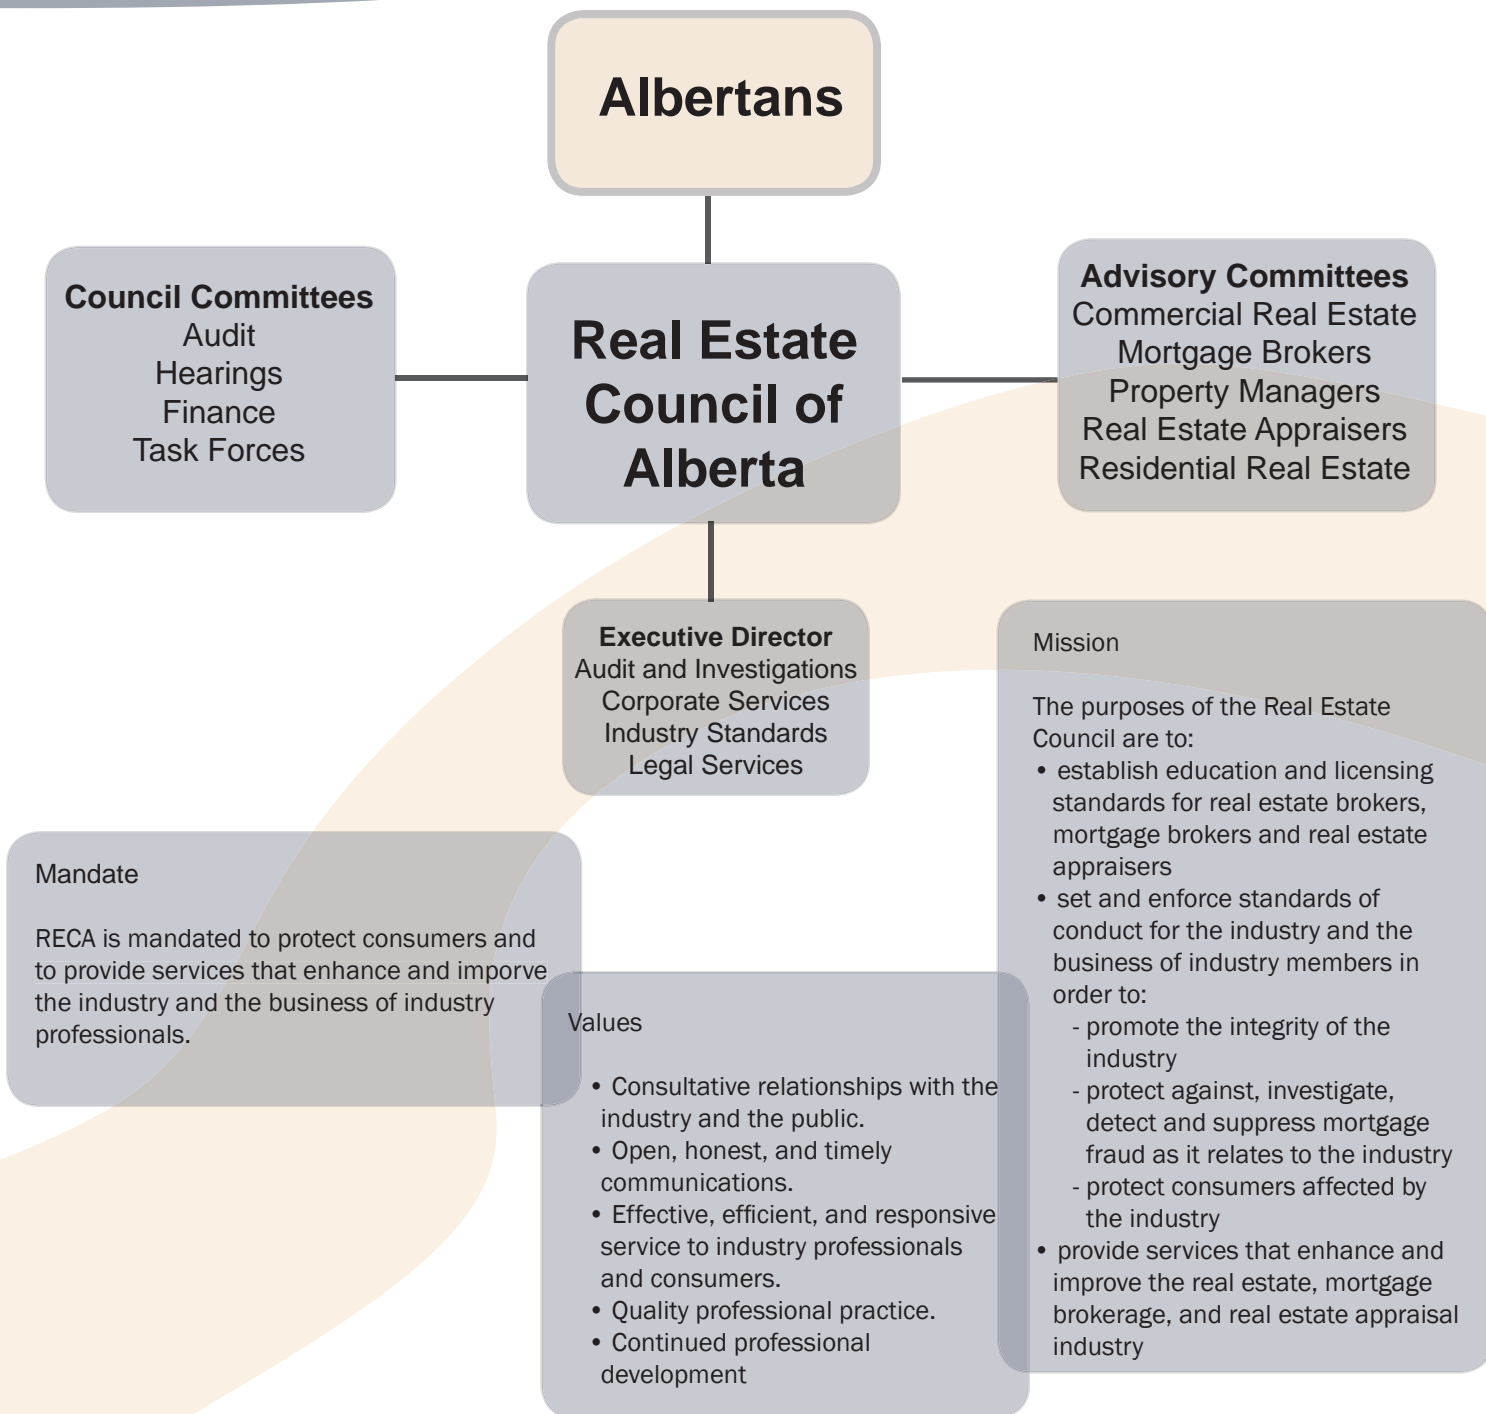 Albertans
Council Committees
Audit
Hearings
Finance
Task Forces
Real Estate
Council of
Alberta
Advisory Committees
Commercial Real Estate
Mortgage Brokers
Property Managers
Real Estate Appraisers
Residential Real Estate
Executive Director
Audit and Investigations
Corporate Services
Industry Standards
Legal Services
Mandate
RECA is mandated to protect consumers and
to provide services that enhance and imporve
the industry and the business of industry
professionals.
Values
• Consultative relationships with the
industry and the public.
• Open, honest, and timely
communications.
• Effective, efficient, and responsive
service to industry professionals
and consumers.
• Quality professional practice.
• Continued professional
development
Mission
The purposes of the Real Estate
Council are to:
• establish education and licensing
standards for real estate brokers,
mortgage brokers and real estate
appraisers
• set and enforce standards of
conduct for the industry and the
business of industry members in
order to:
- promote the integrity of the
industry
- protect against, investigate,
detect and suppress mortgage
fraud as it relates to the industry
- protect consumers affected by
the industry
• provide services that enhance and
improve the real estate, mortgage
brokerage, and real estate appraisal
industry